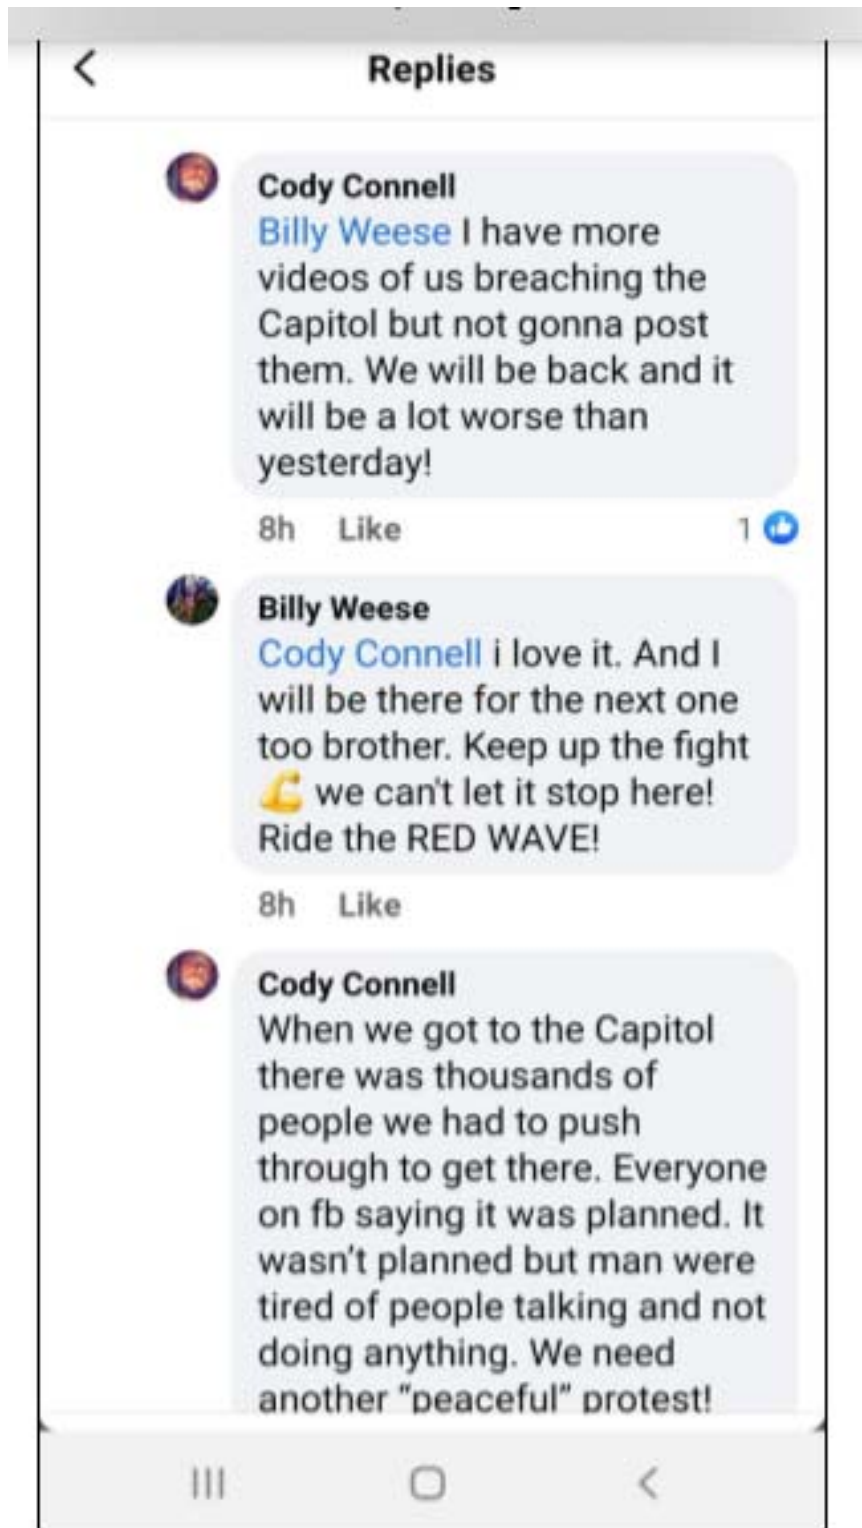 Replies
Cody Connell
Billy Weese I have more
videos of us breaching the
Capitol but not gonna post
them. We will be back and it
will be a lot worse than
yesterday!
8h Like 1
Billy Weese
Cody Connell i love it. And I
will be there for the next one
too brother. Keep up the fight
💪 we can't let it stop here!
Ride the RED WAVE!
8h Like
Cody Connell
When we got to the Capitol
there was thousands of
people we had to push
through to get there. Everyone
on fb saying it was planned. It
wasn't planned but man were
tired of people talking and not
doing anything. We need
another “peaceful” protest!